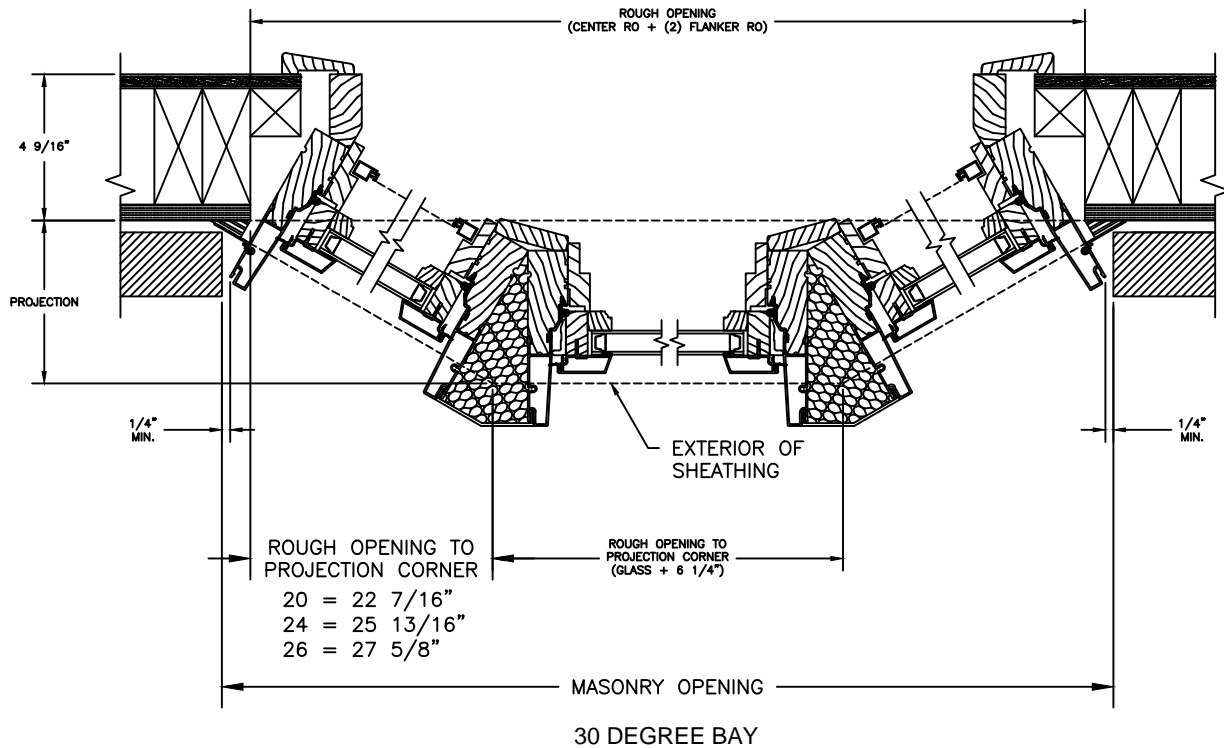 ROUGH OPENING
(CENTER RO + (2) FLANKER RO)
4 9/16"
PROJECTION
1/4"
MIN.
1/4"
MIN.
EXTERIOR OF
SHEATHING
ROUGH OPENING TO
PROJECTION CORNER
20 = 22 7/16"
24 = 25 13/16"
26 = 27 5/8"
ROUGH OPENING TO
PROJECTION CORNER
(GLASS + 6 1/4")
MASONRY OPENING
30 DEGREE BAY